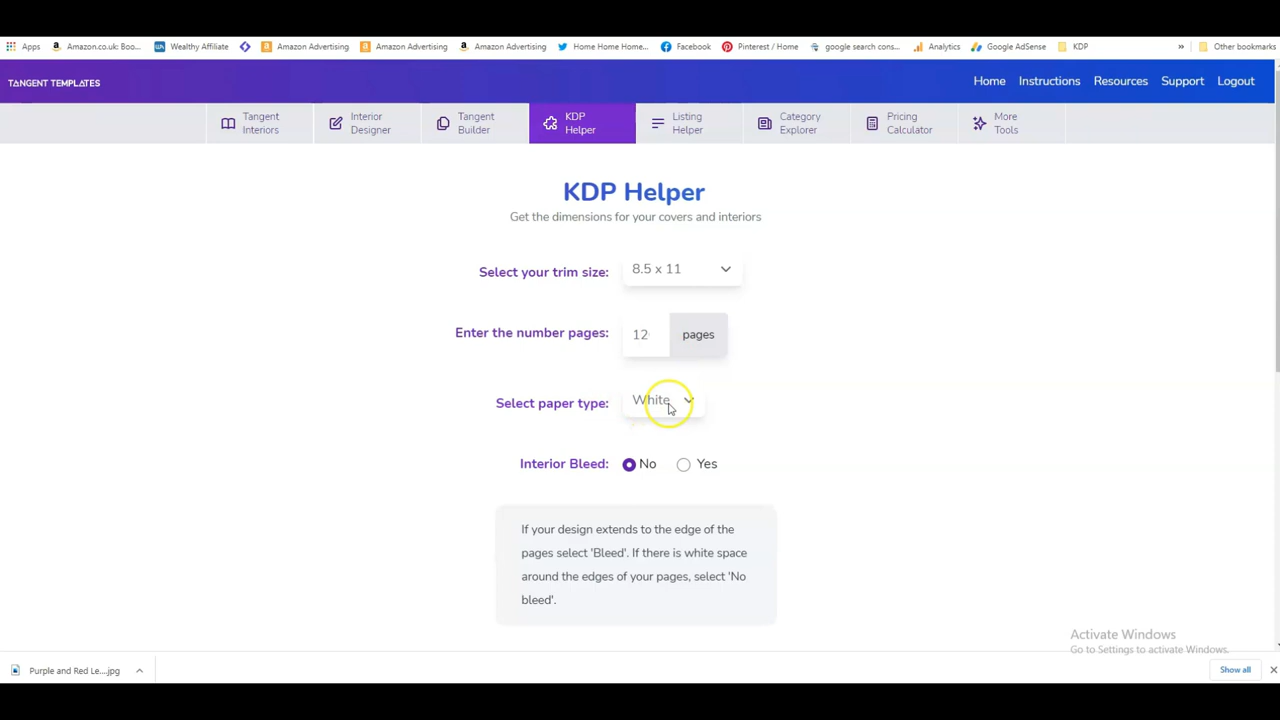 Apps Amazon.co.uk: Boo... Wealthy Affiliate Amazon Advertising Amazon Advertising Amazon Advertising Home Home Home... Facebook Pinterest / Home google search cons... Analytics Google AdSense KDP » Other bookmarks
TANGENT TEMPLATES Home Instructions Resources Support Logout
Tangent Interiors
Interior Designer
Tangent Builder
KDP Helper
Listing Helper
Category Explorer
Pricing Calculator
More Tools
KDP Helper
Get the dimensions for your covers and interiors
Select your trim size: 8.5 x 11
Enter the number pages: 12 pages
Select paper type: White
Interior Bleed: No Yes
If your design extends to the edge of the
pages select 'Bleed'. If there is white space
around the edges of your pages, select 'No
bleed'.
Activate Windows
Go to Settings to activate Windows.
Purple and Red Le....jpg Show all